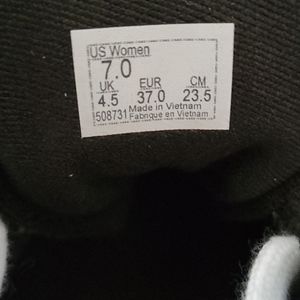 US Women
7.0
UK EUR CM
4.5 37.0 23.5
508731 Made in Vietnam
Fabrique en Vietnam